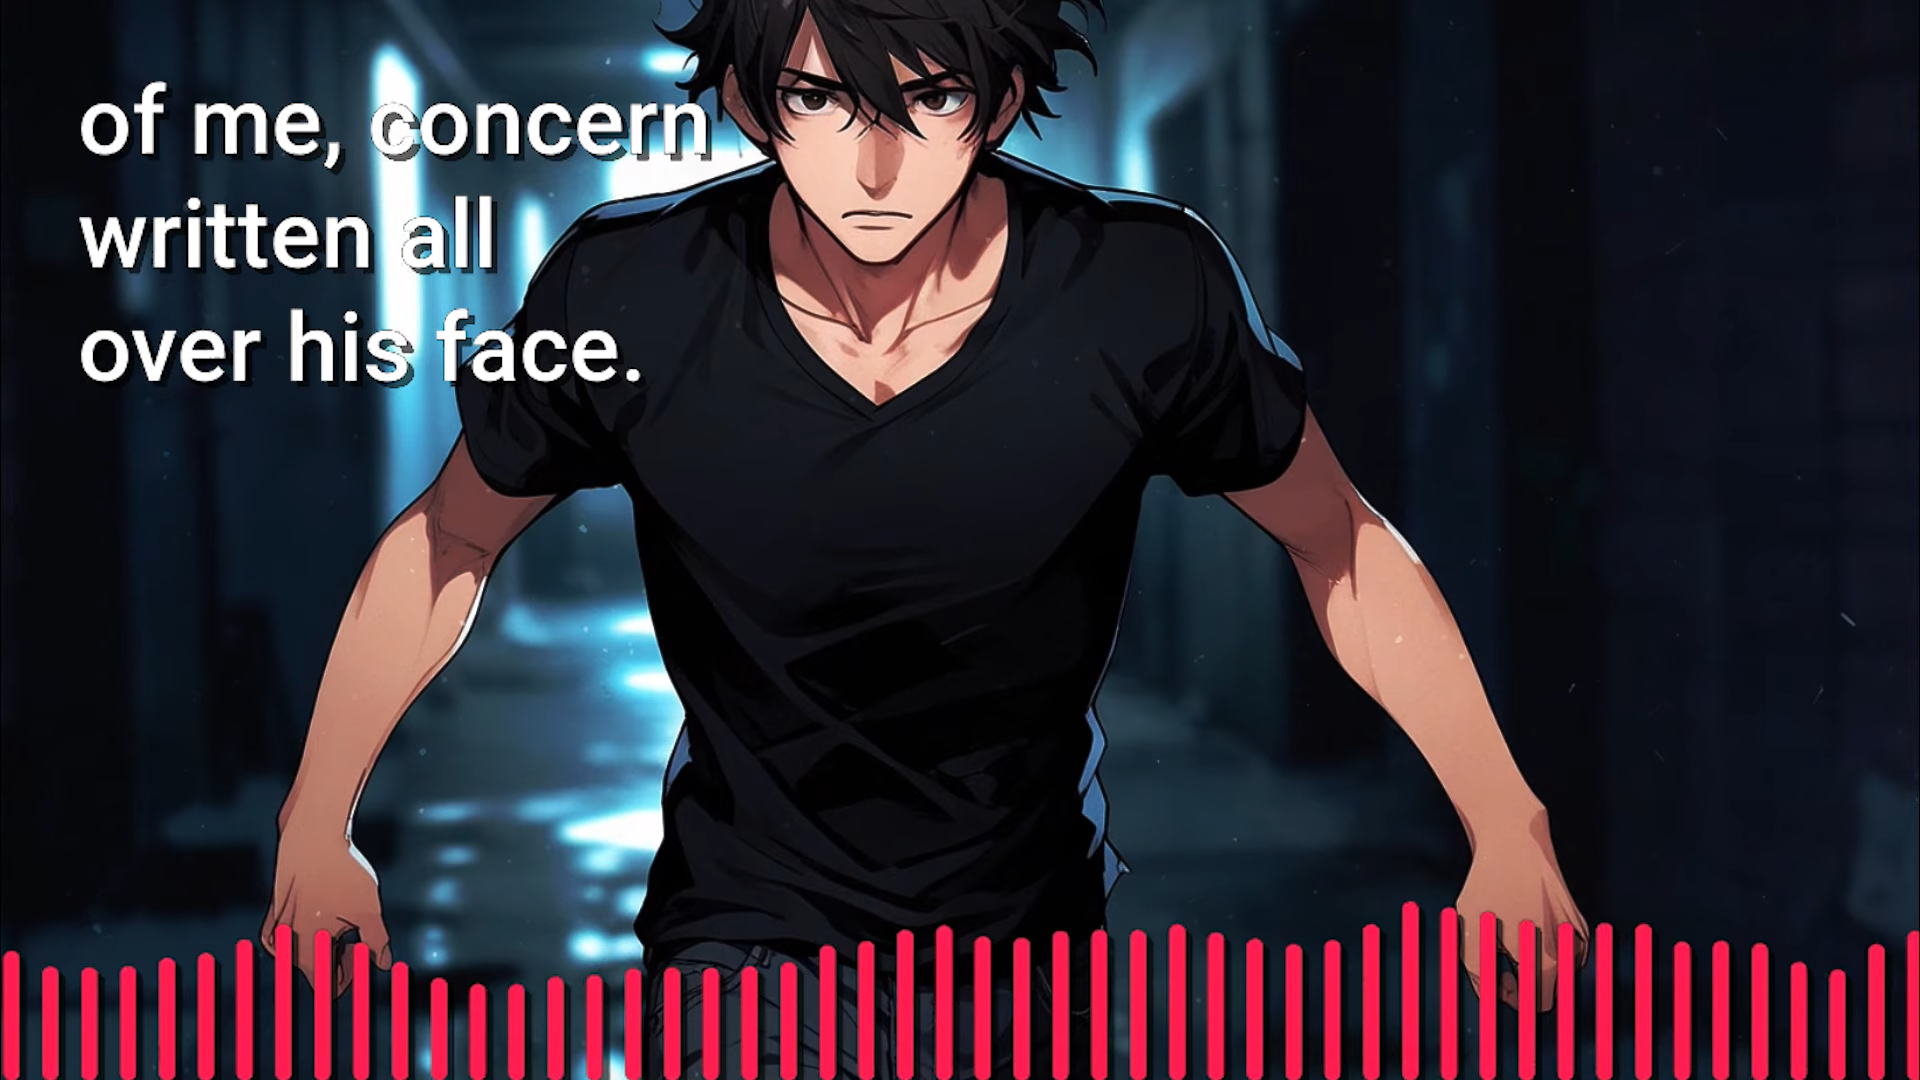 of me, concern
written all
over his face.